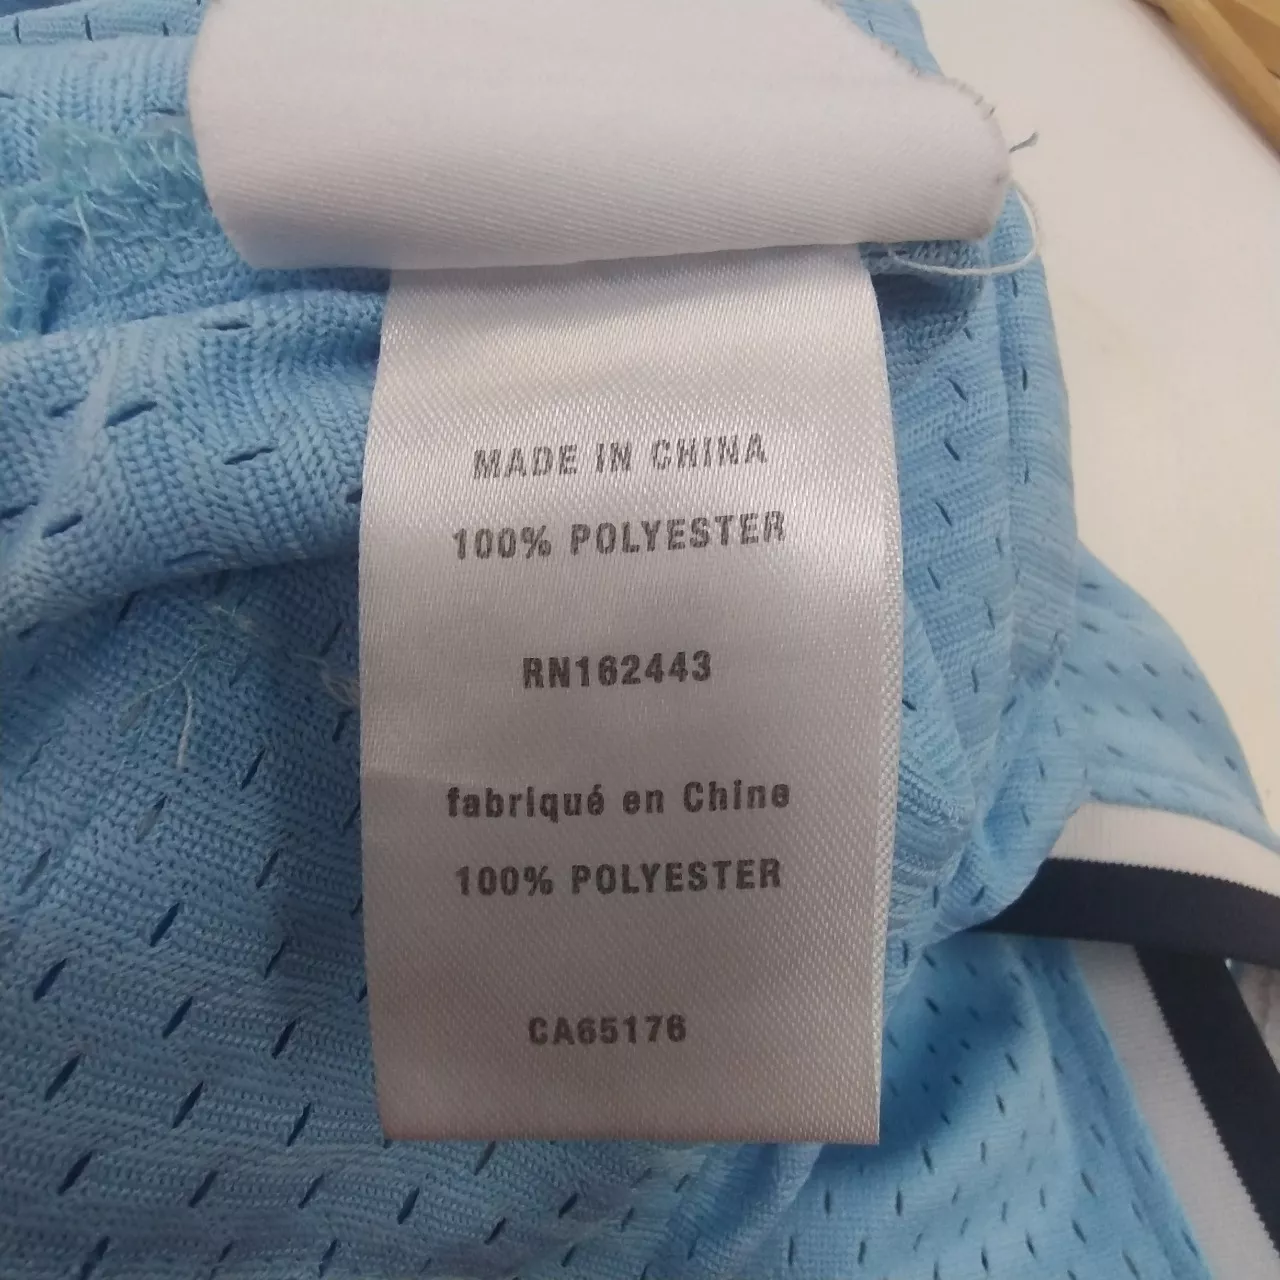 MADE IN CHINA
100% POLYESTER
RN162443
fabriqué en Chine
100% POLYESTER
CA65176